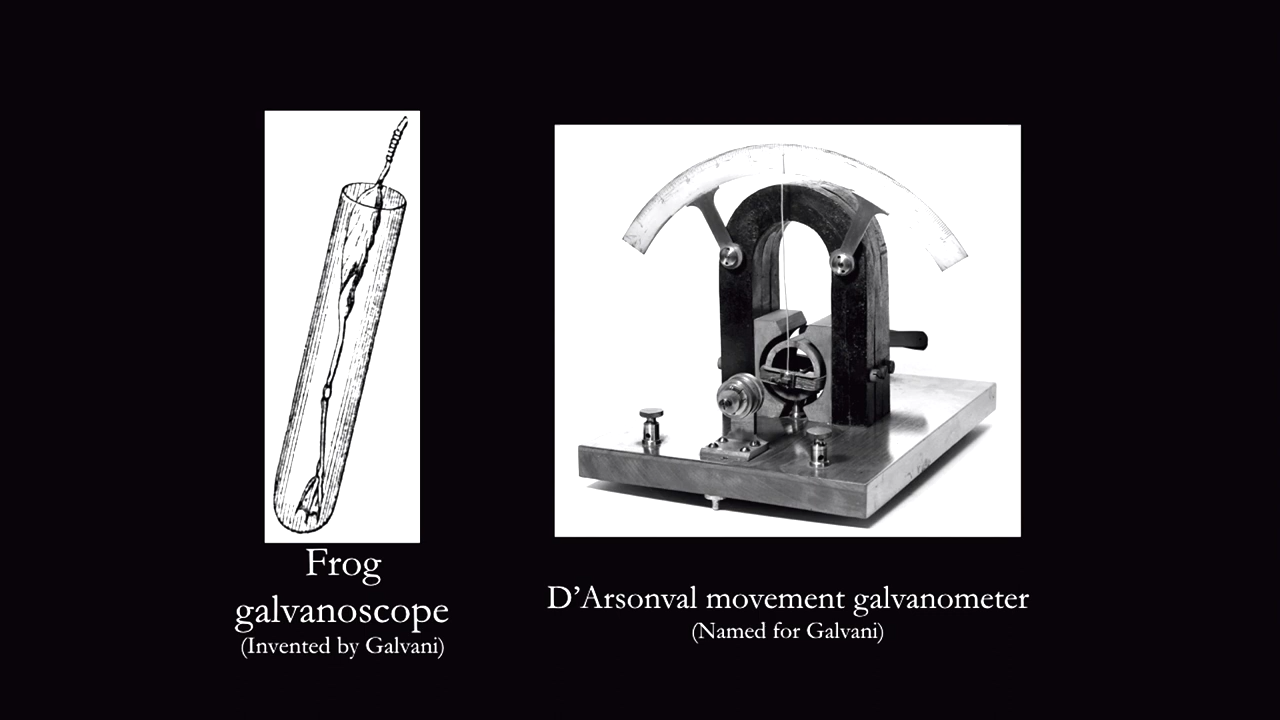 Frog
galvanoscope
(Invented by Galvani)
D’Arsonval movement galvanometer
(Named for Galvani)